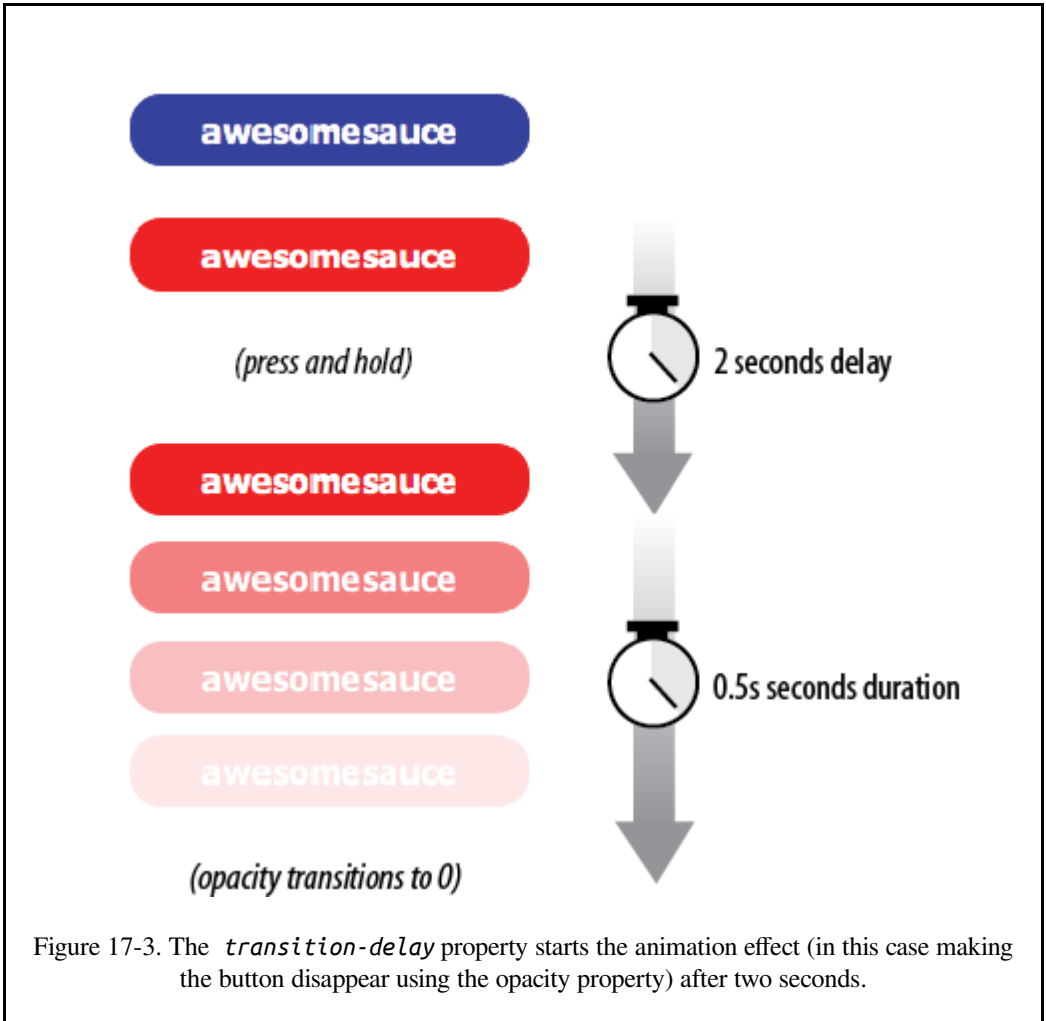 awesomesauce
awesomesauce
(press and hold)
2 seconds delay
awesomesauce
awesomesauce
awesomesauce
0.5s seconds duration
awesomesauce
(opacity transitions to 0)
Figure 17-3. The transition-delay property starts the animation effect (in this case making
the button disappear using the opacity property) after two seconds.